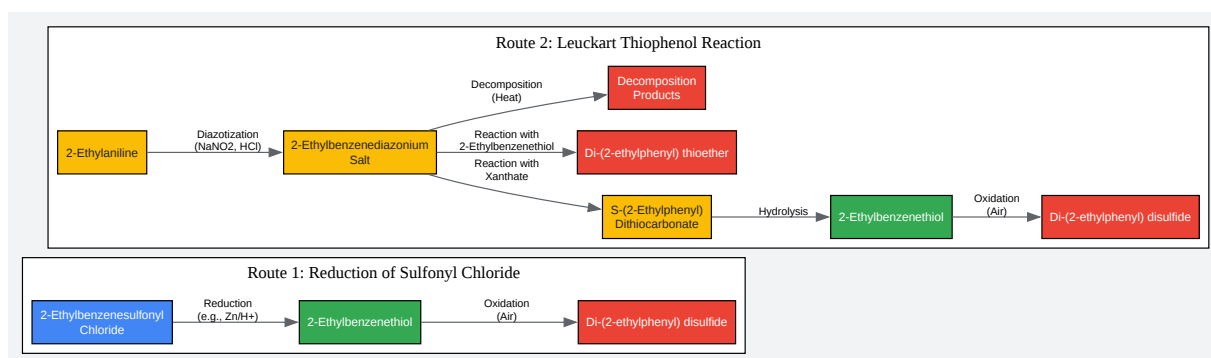 Route 2: Leuckart Thiophenol Reaction
Decomposition
(Heat)
Decomposition
Products
2-Ethylaniline
Diazotization
(NaNO2, HCl)
2-Ethylbenzenediazonium
Salt
Reaction with
2-Ethylbenzenethiol
Di-(2-ethylphenyl) thioether
Reaction with
Xanthate
S-(2-Ethylphenyl)
Dithiocarbonate
Hydrolysis
2-Ethylbenzenethiol
Oxidation
(Air)
Di-(2-ethylphenyl) disulfide
Route 1: Reduction of Sulfonyl Chloride
2-Ethylbenzenesulfonyl
Chloride
Reduction
(e.g., Zn/H+)
2-Ethylbenzenethiol
Oxidation
(Air)
Di-(2-ethylphenyl) disulfide